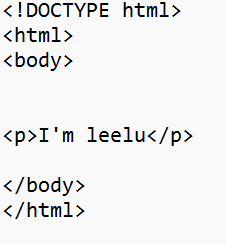 <!DOCTYPE html>
<html>
<body>
<p>I'm leelu</p>
</body>
</html>